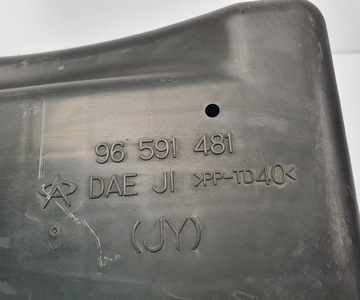 96 591 481
DAE JI >PP-TD40<
(JY)